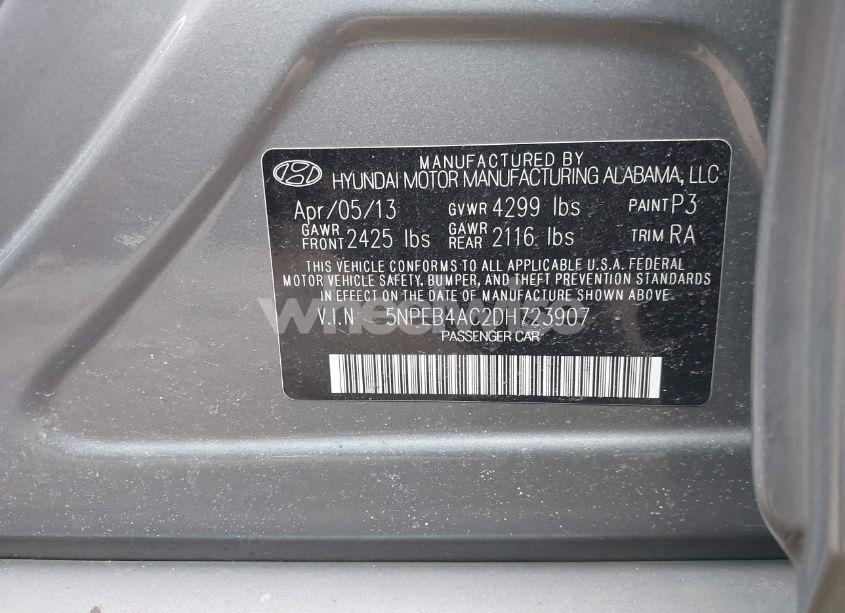 MANUFACTURED BY
HYUNDAI MOTOR MANUFACTURING ALABAMA, LLC
Apr/05/13 GVWR 4299 lbs PAINT P3
GAWR FRONT 2425 lbs GAWR REAR 2116 lbs TRIM RA
THIS VEHICLE CONFORMS TO ALL APPLICABLE U.S.A. FEDERAL
MOTOR VEHICLE SAFETY, BUMPER, AND THEFT PREVENTION STANDARDS
IN EFFECT ON THE DATE OF MANUFACTURE SHOWN ABOVE.
V.I.N 5NPEB4AC2DH723907
PASSENGER CAR